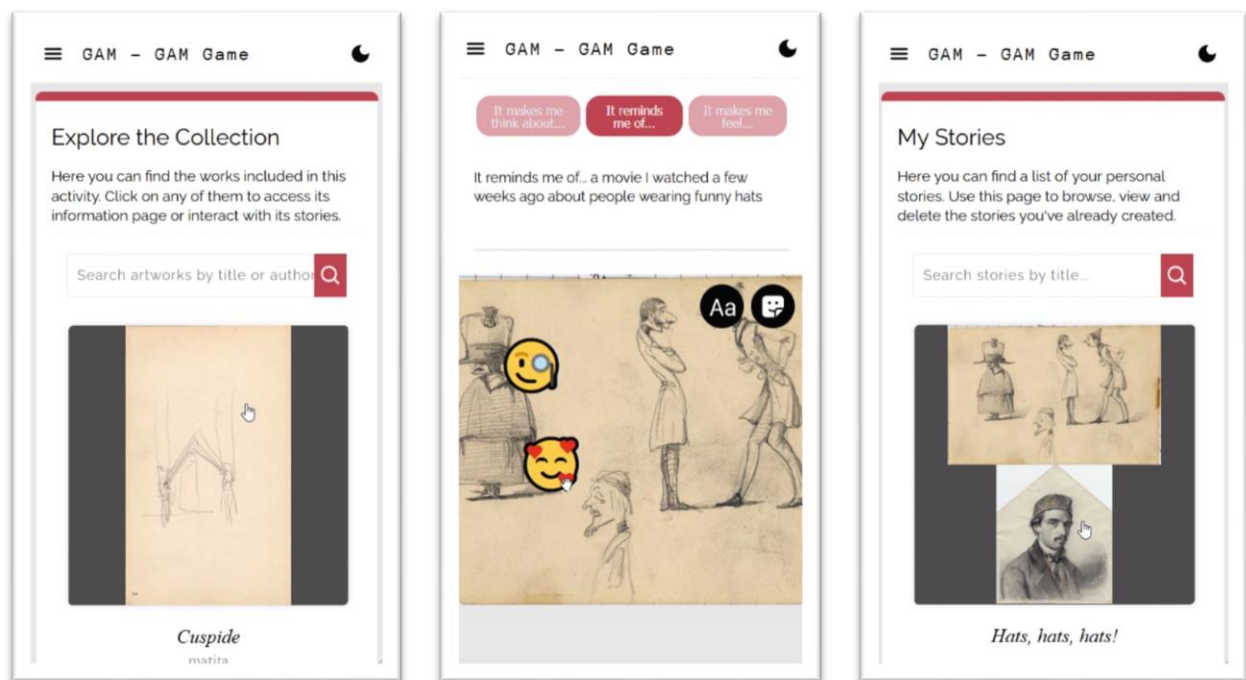 GAM – GAM Game
Explore the Collection
Here you can find the works included in this
activity. Click on any of them to access its
information page or interact with its stories.
Search artworks by title or author
Cuspide
matita
GAM – GAM Game
It makes me
think about...
It reminds
me of...
It makes me
feel...
It reminds me of... a movie I watched a few
weeks ago about people wearing funny hats
Aa
GAM – GAM Game
My Stories
Here you can find a list of your personal
stories. Use this page to browse, view and
delete the stories you've already created.
Search stories by title...
Hats, hats, hats!